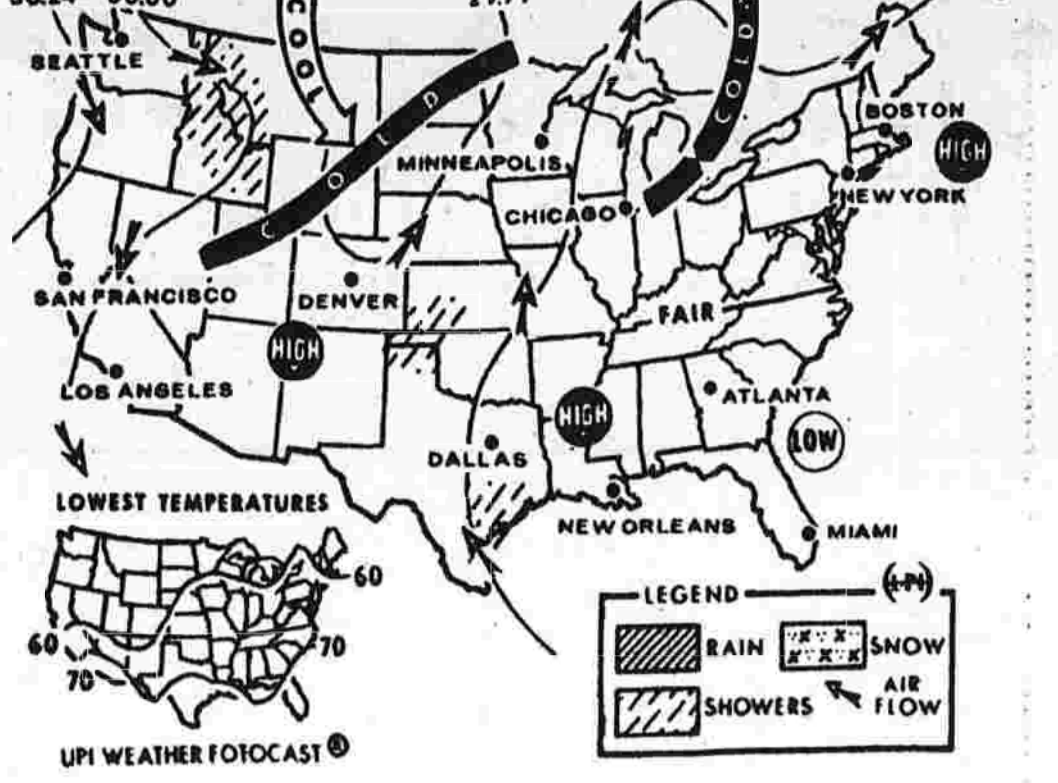 COOL
COLD
SEATTLE
COLD
BOSTON
HIGH
MINNEAPOLIS
NEW YORK
CHICAGO
SAN FRANCISCO
DENVER
FAIR
HIGH
LOS ANGELES
ATLANTA
HIGH
LOW
DALLAS
LOWEST TEMPERATURES
NEW ORLEANS
MIAMI
60
LEGEND
RAIN
SNOW
60
70
70
SHOWERS
AIR
FLOW
UPI WEATHER FOTOCAST ®